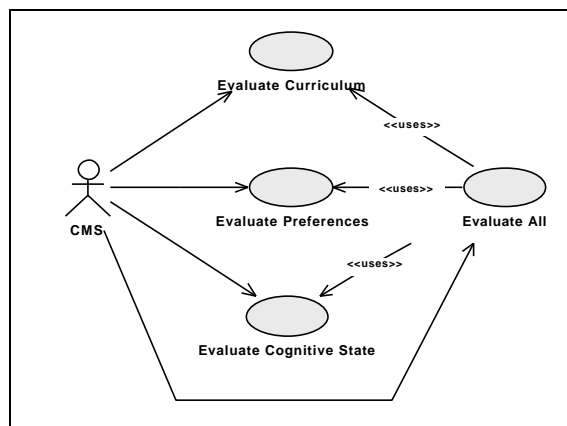 Evaluate Curriculum
<<uses>>
<<uses>>
Evaluate Preferences
Evaluate All
CMS
<<uses>>
Evaluate Cognitive State